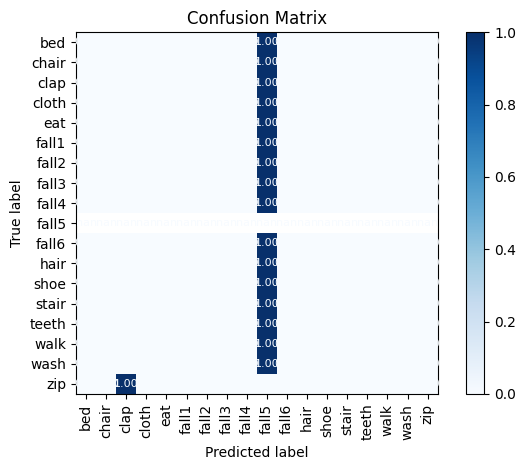 Confusion Matrix
True label
bed 1.00
chair 1.00
clap 1.00
cloth 1.00
eat 1.00
fall1 1.00
fall2 1.00
fall3 1.00
fall4 1.00
fall5
fall6 1.00
hair 1.00
shoe 1.00
stair 1.00
teeth 1.00
walk 1.00
wash 1.00
zip 1.00
bed chair clap cloth eat fall1 fall2 fall3 fall4 fall5 fall6 hair shoe stair teeth walk wash zip
Predicted label
1.0
0.8
0.6
0.4
0.2
0.0